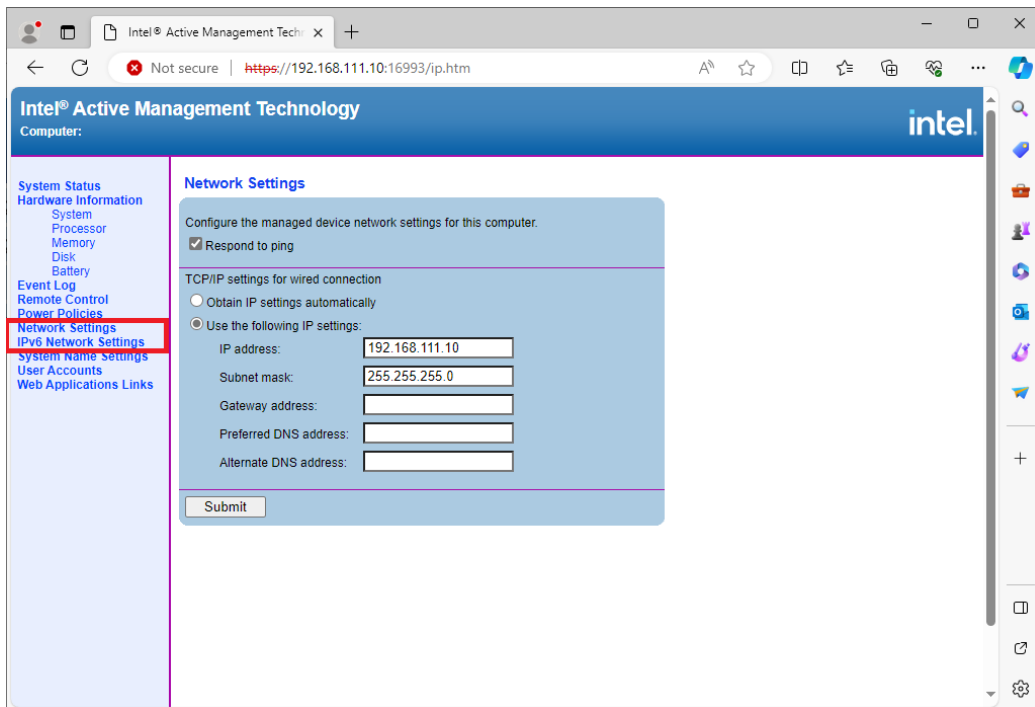 Intel® Active Management Techn
Not secure | https://192.168.111.10:16993/ip.htm
Intel® Active Management Technology
Computer:
intel.
System Status
Hardware Information
System
Processor
Memory
Disk
Battery
Event Log
Remote Control
Power Policies
Network Settings
IPv6 Network Settings
System Name Settings
User Accounts
Web Applications Links
Network Settings
Configure the managed device network settings for this computer.
Respond to ping
TCP/IP settings for wired connection
Obtain IP settings automatically
Use the following IP settings:
IP address: 192.168.111.10
Subnet mask: 255.255.255.0
Gateway address:
Preferred DNS address:
Alternate DNS address:
Submit